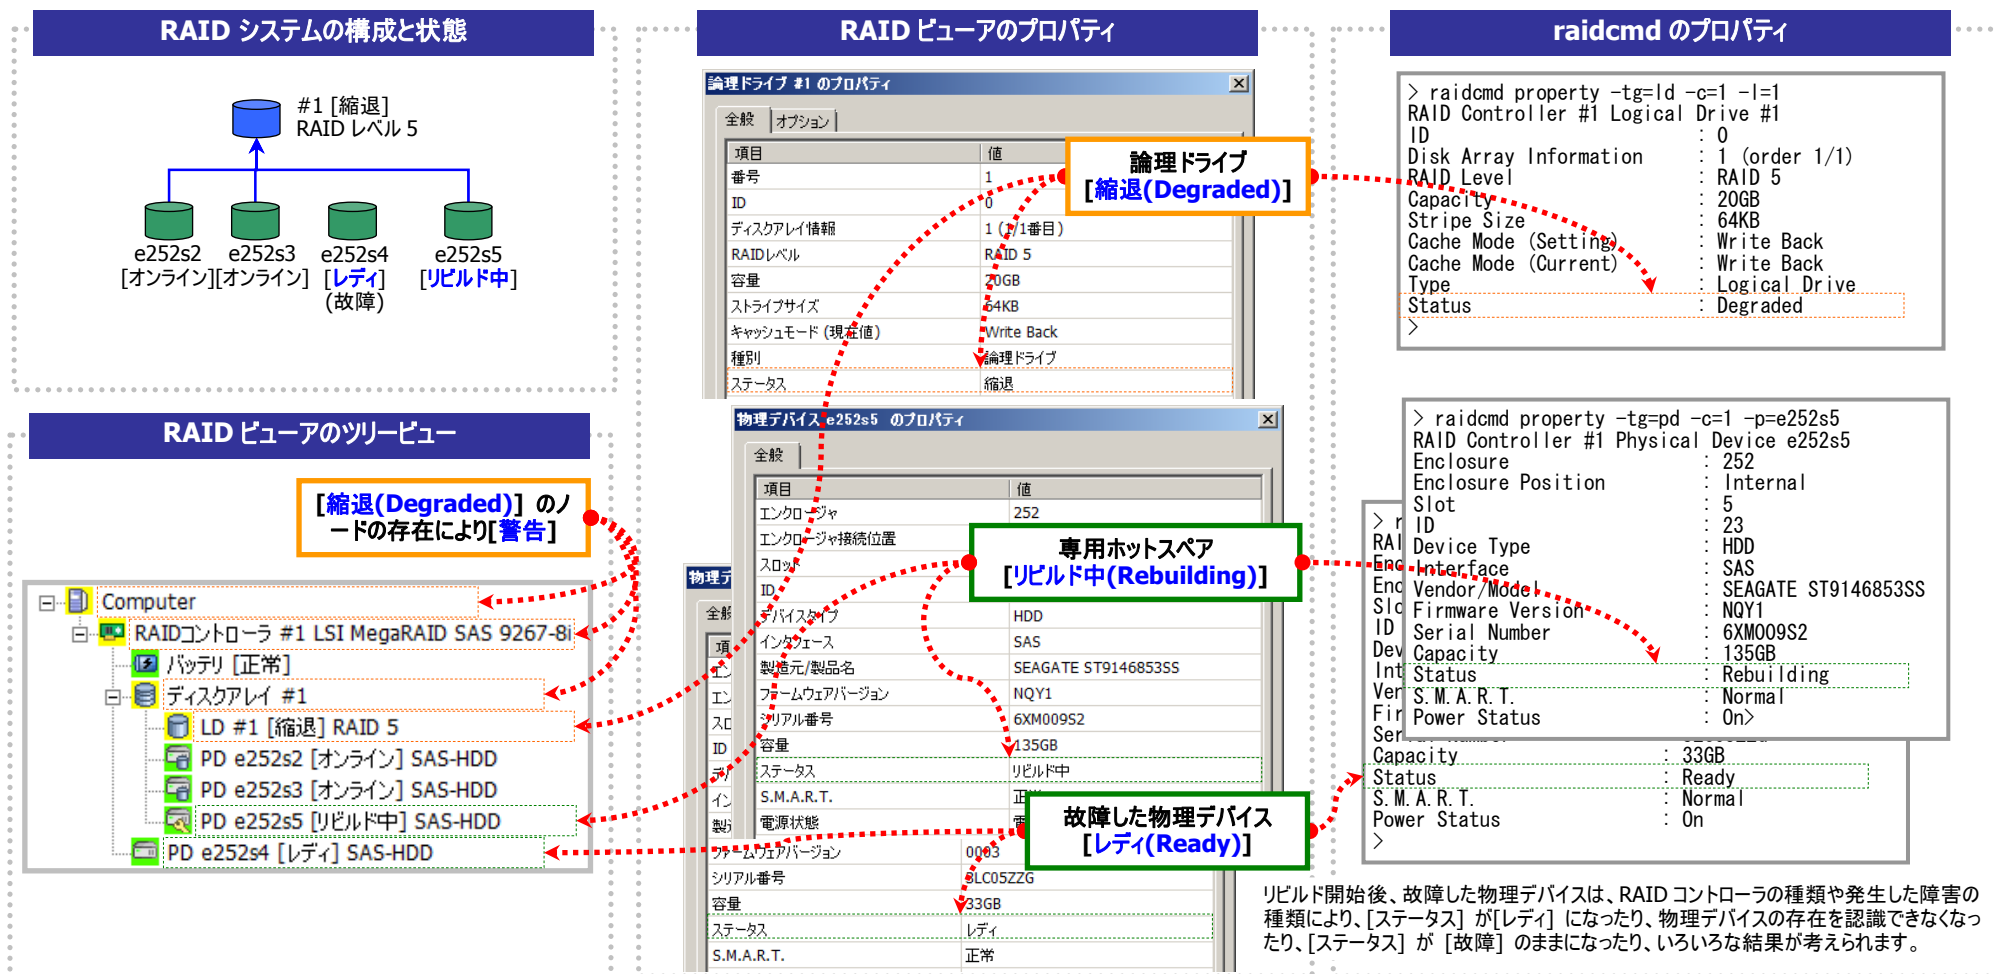 RAID システムの構成と状態
#1 [縮退]
RAID レベル 5
e252s2
[オンライン]
e252s3
[オンライン]
e252s4
[レディ]
(故障)
e252s5
[リビルド中]
RAID ビューアのツリービュー
[縮退(Degraded)] のノ
ードの存在により[警告]
Computer
RAIDコントローラ #1 LSI MegaRAID SAS 9267-8i
バッテリ [正常]
ディスクアレイ #1
LD #1 [縮退] RAID 5
PD e252s2 [オンライン] SAS-HDD
PD e252s3 [オンライン] SAS-HDD
PD e252s5 [リビルド中] SAS-HDD
PD e252s4 [レディ] SAS-HDD
RAID ビューアのプロパティ
論理ドライブ #1 のプロパティ
全般 オプション
項目 値
番号 1
ID 0
ディスクアレイ情報 1 (1/1番目)
RAIDレベル RAID 5
容量 20GB
ストライプサイズ 64KB
キャッシュモード (現在値) Write Back
種別 論理ドライブ
ステータス 縮退
論理ドライブ
[縮退(Degraded)]
物理デバイス e252s5 のプロパティ
全般
項目 値
エンクロージャ 252
エンクロージャ接続位置
スロット
ID
デバイスタイプ HDD
インタフェース SAS
製造元/製品名 SEAGATE ST9146853SS
ファームウェアバージョン NQY1
シリアル番号 6XM009S2
容量 135GB
ステータス リビルド中
S.M.A.R.T. 正
電源状態
専用ホットスペア
[リビルド中(Rebuilding)]
物理デ
全般
項
エン
エン
スロ
ID
デバ
イン
製造
ファームウェアバージョン 0003
シリアル番号 3LC05ZZG
容量 33GB
ステータス レディ
S.M.A.R.T. 正常
故障した物理デバイス
[レディ(Ready)]
raidcmd のプロパティ
> raidcmd property -tg=ld -c=1 -l=1
RAID Controller #1 Logical Drive #1
ID : 0
Disk Array Information : 1 (order 1/1)
RAID Level : RAID 5
Capacity : 20GB
Stripe Size : 64KB
Cache Mode (Setting) : Write Back
Cache Mode (Current) : Write Back
Type : Logical Drive
Status : Degraded
>
> raidcmd property -tg=pd -c=1 -p=e252s5
RAID Controller #1 Physical Device e252s5
Enclosure : 252
Enclosure Position : Internal
Slot : 5
ID : 23
Device Type : HDD
Interface : SAS
Vendor/Model : SEAGATE ST9146853SS
Firmware Version : NQY1
Serial Number : 6XM009S2
Capacity : 135GB
Status : Rebuilding
S.M.A.R.T. : Normal
Power Status : On>
> r
RAI
Enc
Enc
Slo
ID
Dev
Int
Ven
Fir
Ser
Capacity : 33GB
Status : Ready
S.M.A.R.T. : Normal
Power Status : On
>
リビルド開始後、故障した物理デバイスは、RAID コントローラの種類や発生した障害の
種類により、[ステータス] が[レディ] になったり、物理デバイスの存在を認識できなくなっ
たり、[ステータス] が [故障] のままになったり、いろいろな結果が考えられます。